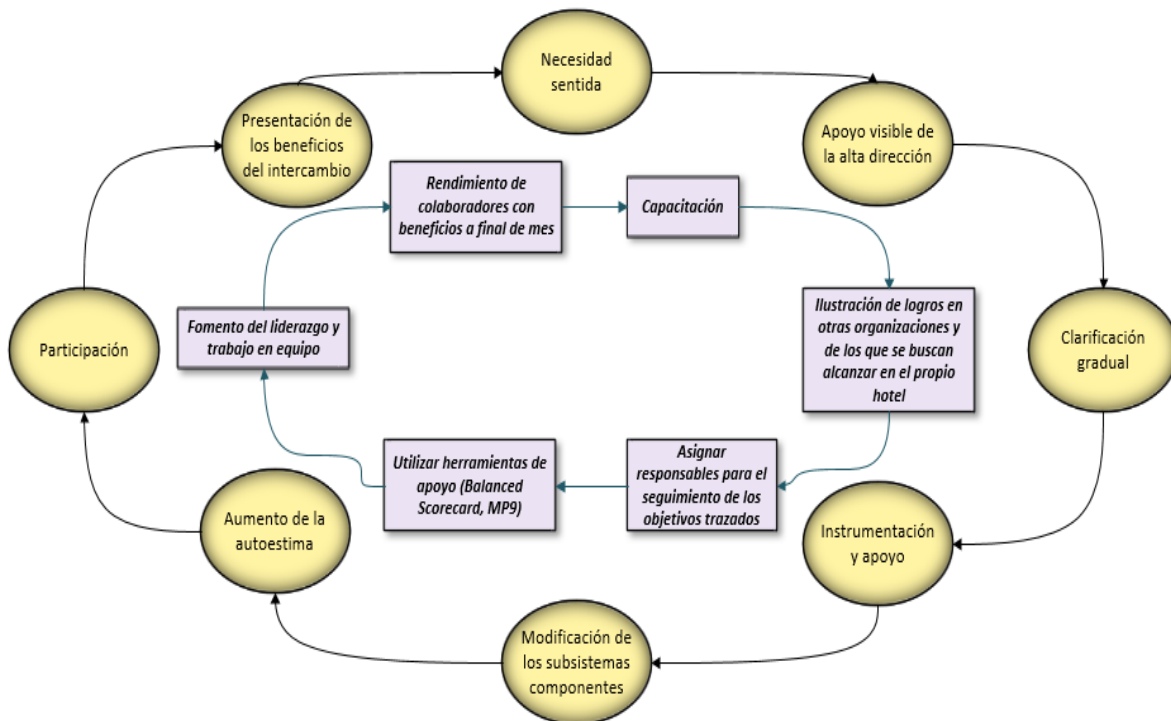 Necesidad
sentida
Presentación de
los beneficios
del intercambio
Apoyo visible de
la alta dirección
Rendimiento de
colaboradores con
beneficios a final de mes
Capacitación
Participación
Fomento del liderazgo y
trabajo en equipo
Ilustración de logros en
otras organizaciones y
de los que se buscan
alcanzar en el propio
hotel
Clarificación
gradual
Utilizar herramientas de
apoyo (Balanced
Scorecard, MP9)
Asignar
responsables para el
seguimiento de los
objetivos trazados
Aumento de la
autoestima
Instrumentación
y apoyo
Modificación de
los subsistemas
componentes